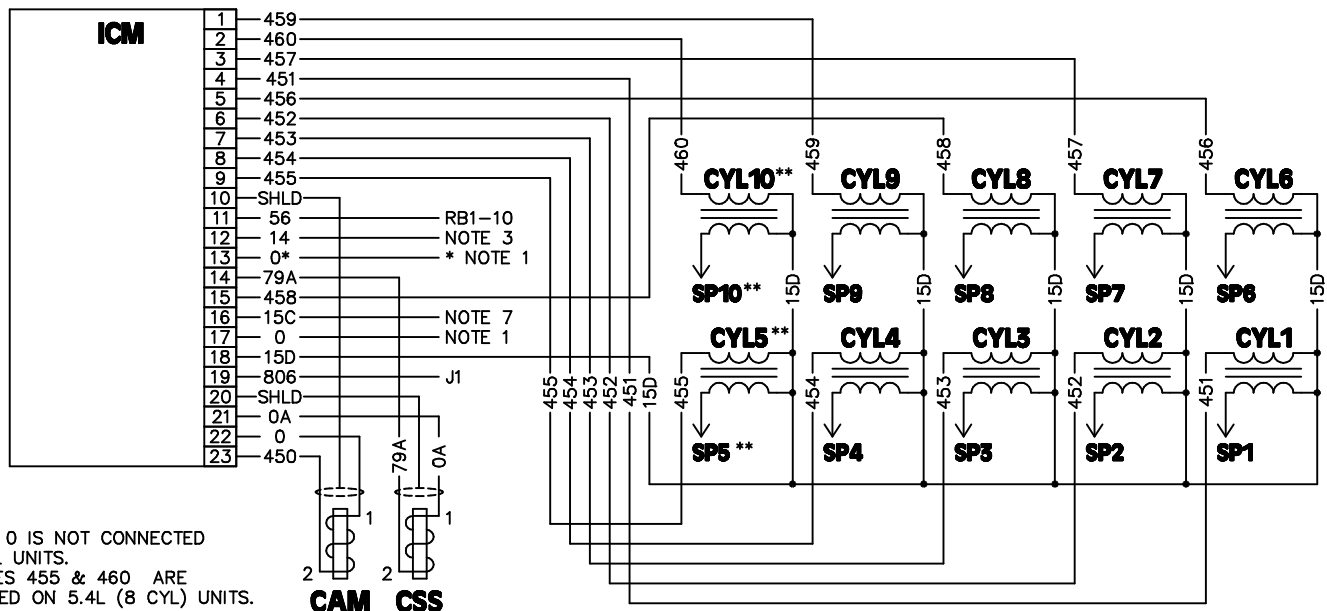 ICM
1 459
2 460
3 457
4 451
5 456
6 452
7 453
8 454
9 455
10 SHLD
11 56 RB1-10
12 14 NOTE 3
13 0* * NOTE 1
14 79A
15 458
16 15C NOTE 7
17 0 NOTE 1
18 15D
19 806 J1
20 SHLD
21 0A
22 0
23 450
460 459 458 457 456
CYL10** CYL9 CYL8 CYL7 CYL6
15D 15D 15D 15D 15D
SP10** SP9 SP8 SP7 SP6
CYL5** CYL4 CYL3 CYL2 CYL1
455 454 453 452 451 15D 455 454 453 452 451
SP5** SP4 SP3 SP2 SP1
79A 0A
1 1
2 2
CAM CSS
0 IS NOT CONNECTED
UNITS.
ES 455 & 460 ARE
ED ON 5.4L (8 CYL) UNITS.